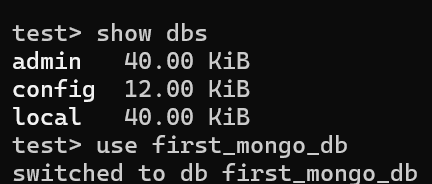 test> show dbs
admin   40.00 KiB
config  12.00 KiB
local   40.00 KiB
test> use first_mongo_db
switched to db first_mongo_db